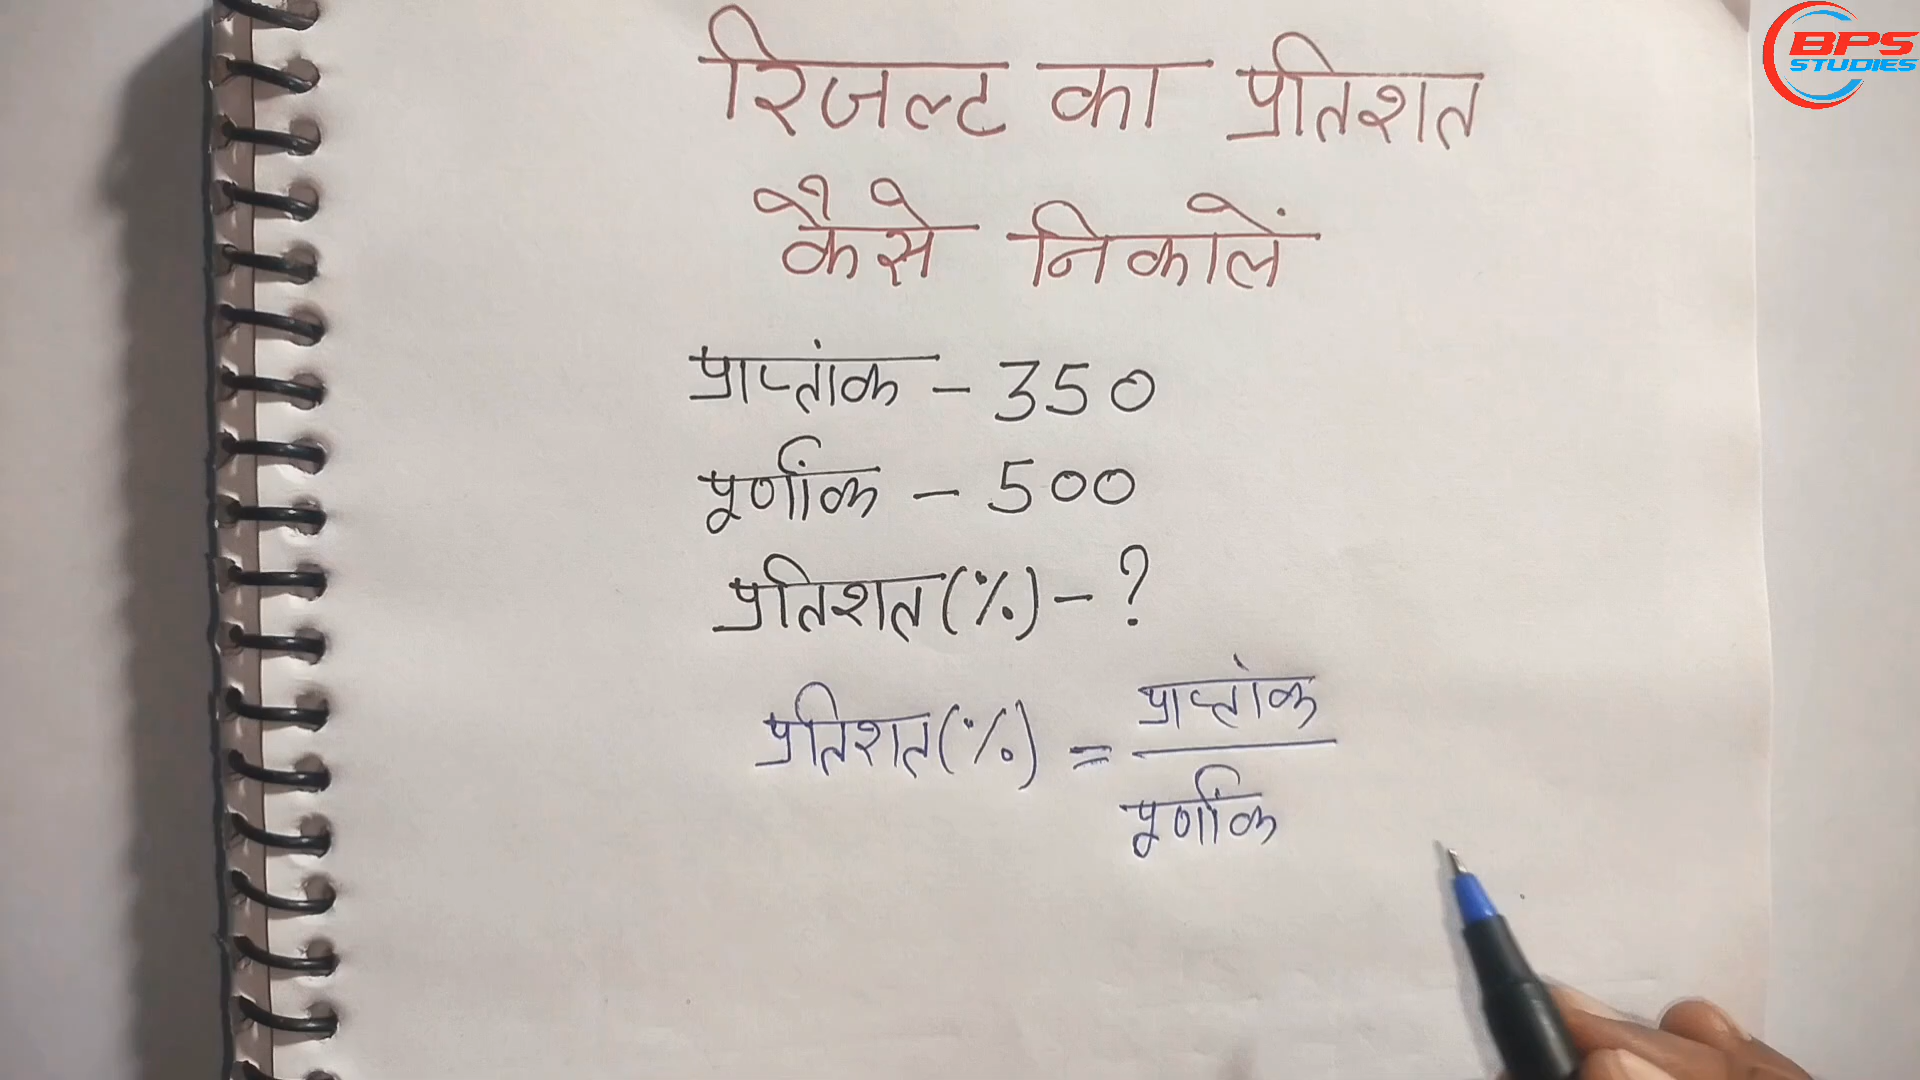 BPS
STUDIES
रिजल्ट का प्रतिशत
कैसे निकालें
प्राप्तांक - 350
पूर्णांक - 500
प्रतिशत (%) - ?
प्रतिशत (%) = प्राप्तांक
पूर्णांक